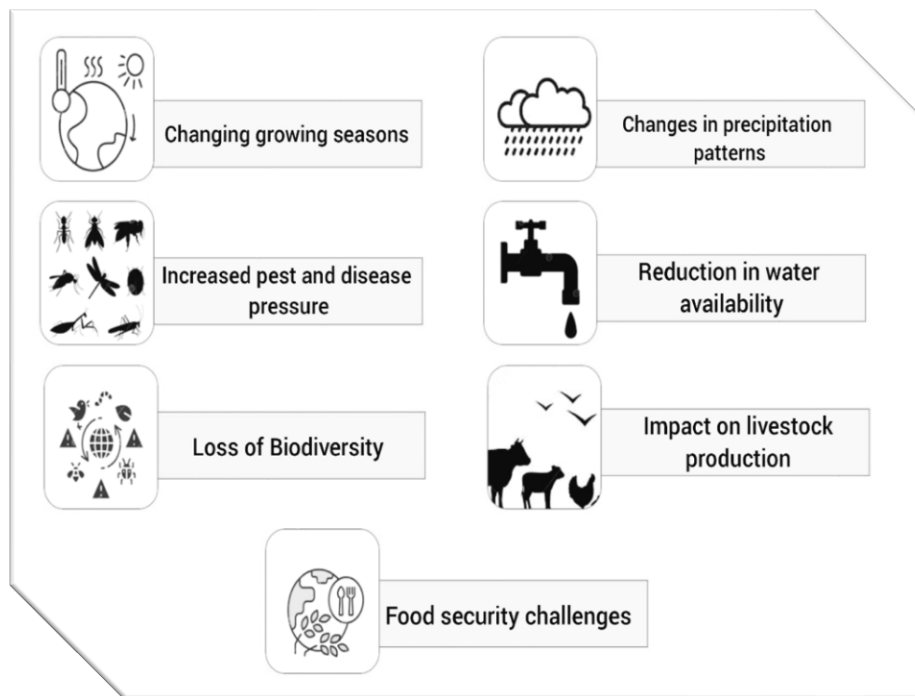 Changing growing seasons
Changes in precipitation
patterns
Increased pest and disease
pressure
Reduction in water
availability
Loss of Biodiversity
Impact on livestock
production
Food security challenges